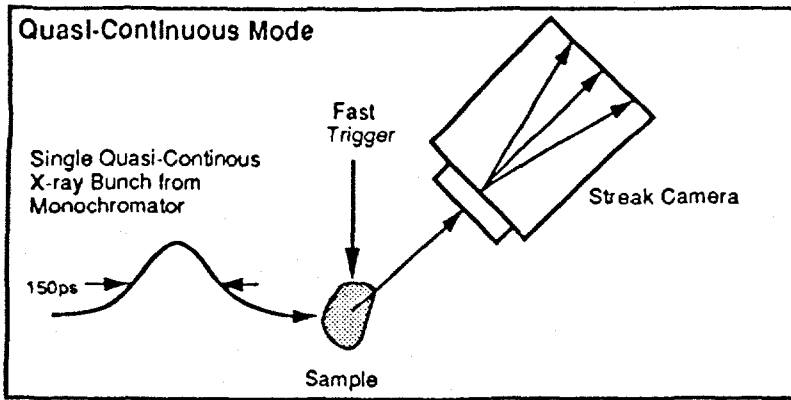 Quasi-Continuous Mode
Fast
Trigger
Single Quasi-Continous
X-ray Bunch from
Monochromator
Streak Camera
150ps
Sample